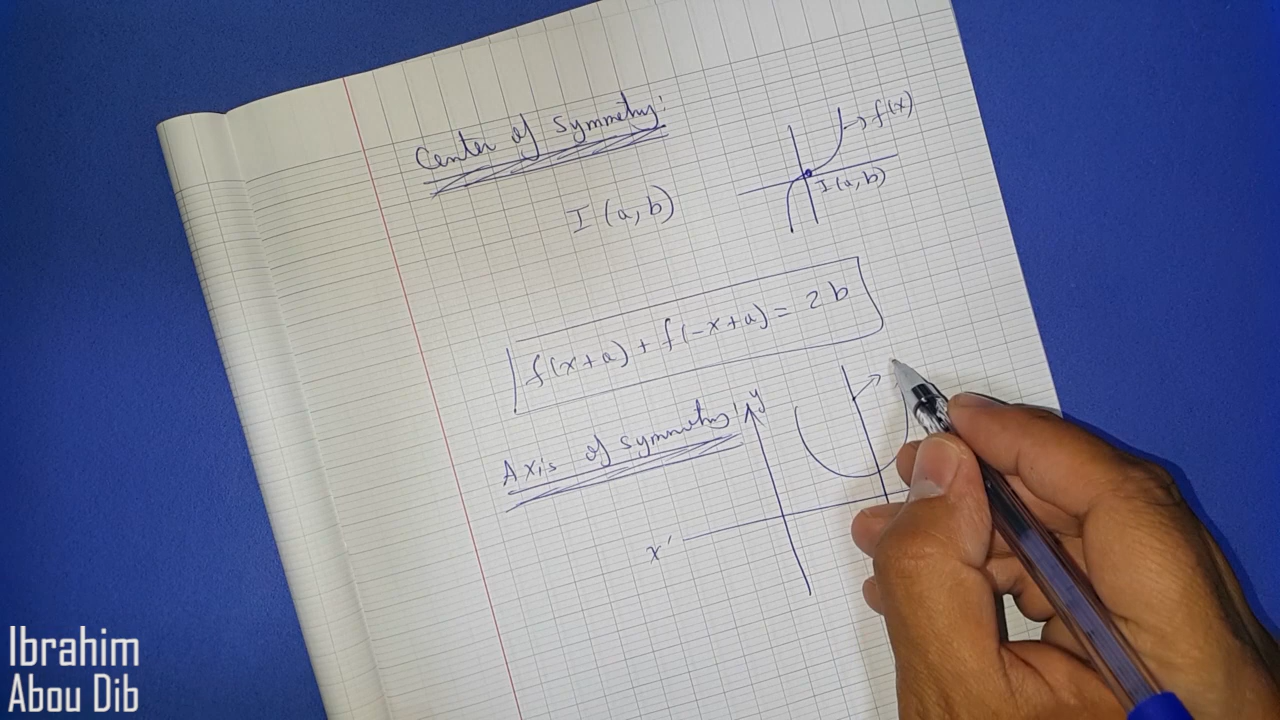 Center of symmetry:
f(x)
I(a,b)
I (a,b)
f(x+a) + f(-x+a) = 2b
Axis of symmetry:
y
x'
Ibrahim
Abou Dib